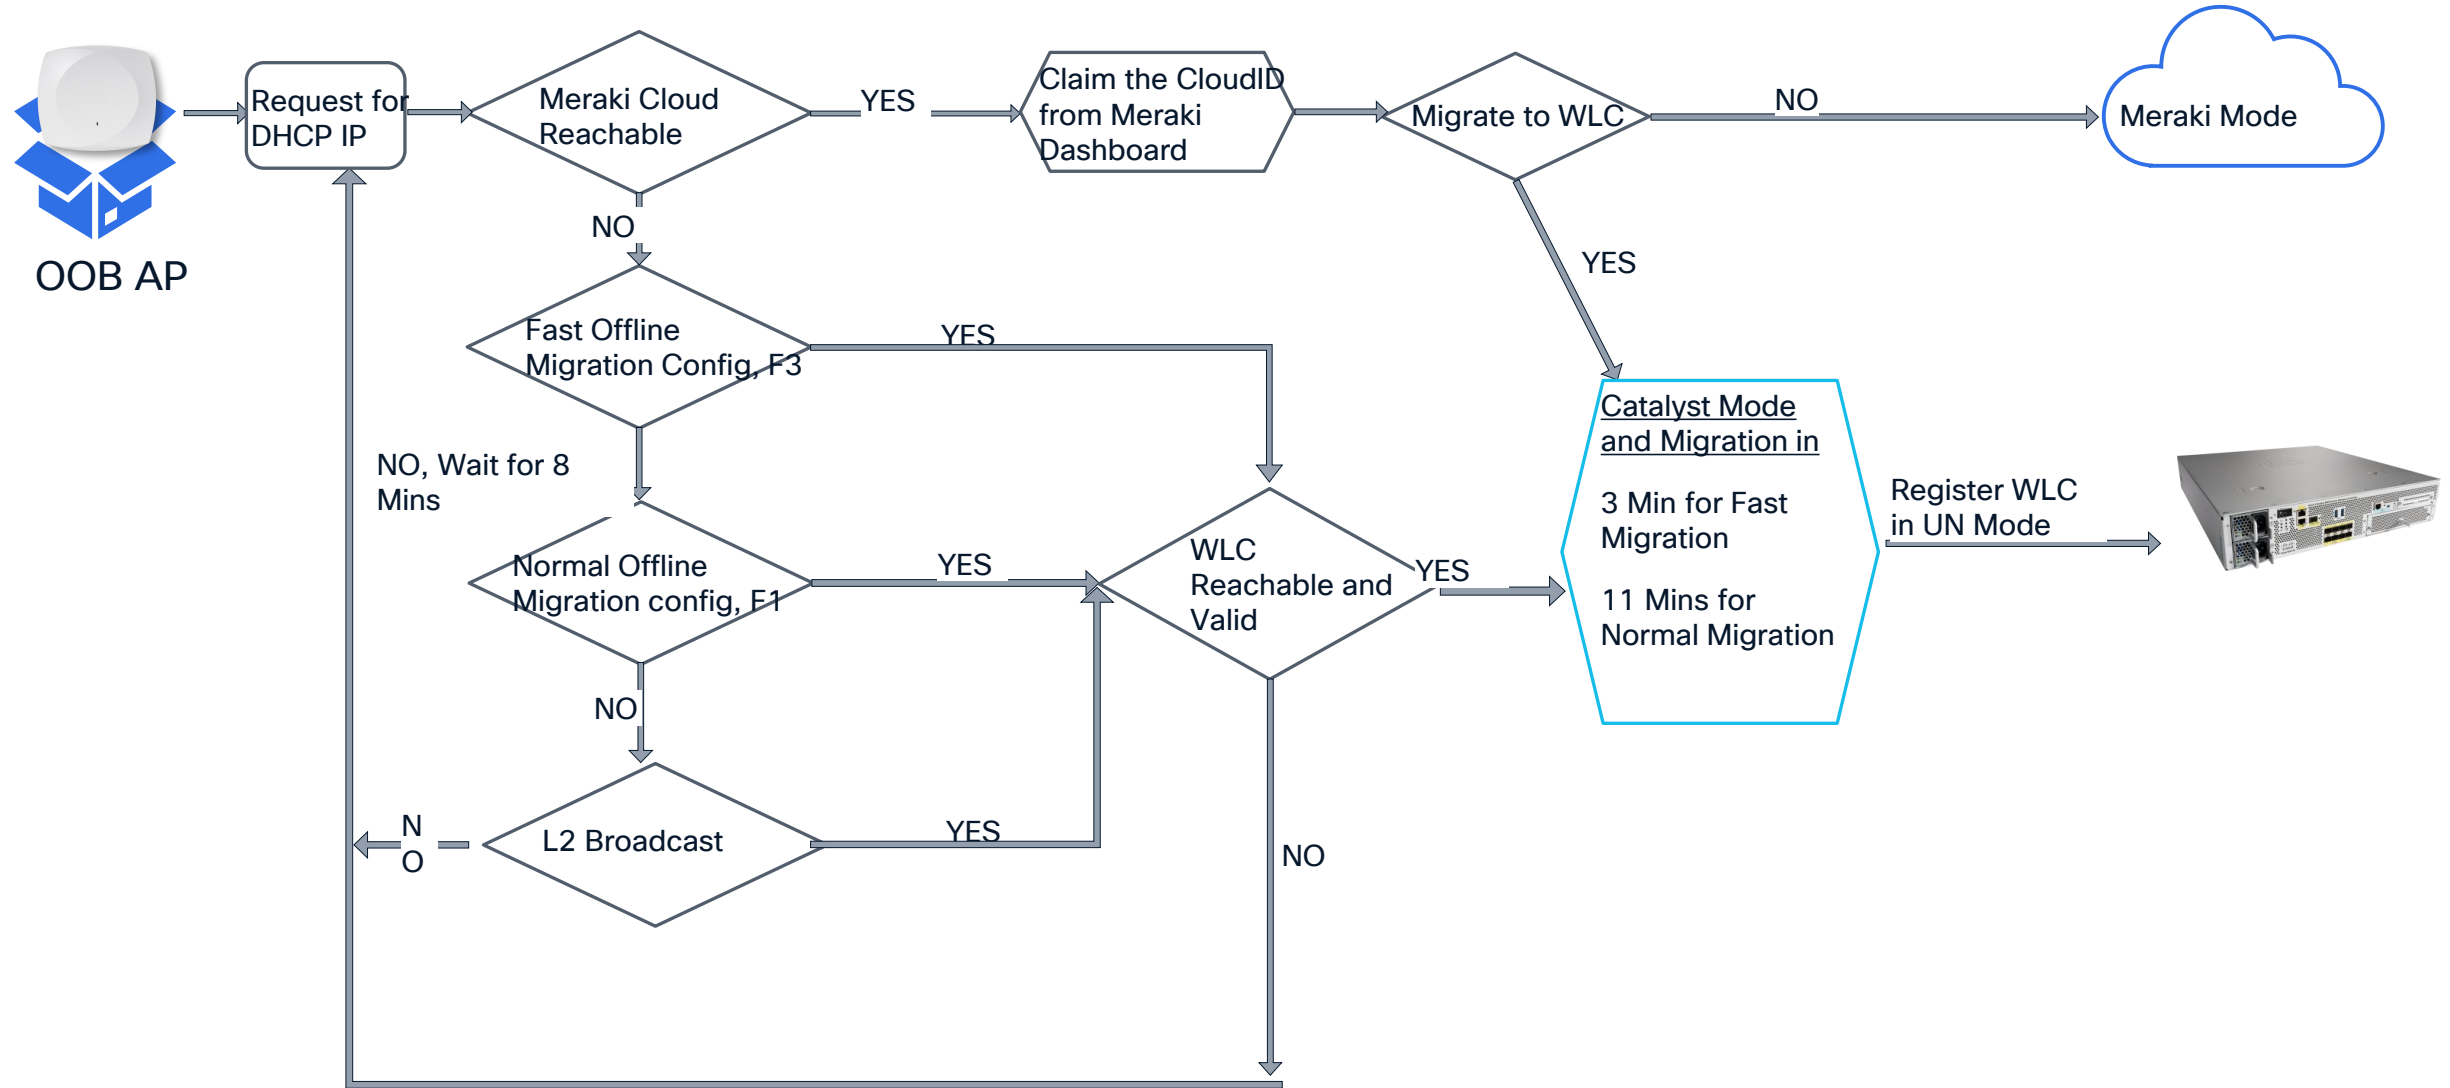 Request for
DHCP IP
Meraki Cloud
Reachable
YES
Claim the CloudID
from Meraki
Dashboard
Migrate to WLC
NO
Meraki Mode
OOB AP
NO
YES
Fast Offline
Migration Config, F3
YES
Catalyst Mode
and Migration in
3 Min for Fast
Migration
11 Mins for
Normal Migration
NO, Wait for 8
Mins
Register WLC
in UN Mode
Normal Offline
Migration config, F1
YES
WLC
Reachable and
Valid
YES
NO
L2 Broadcast
N
O
YES
NO